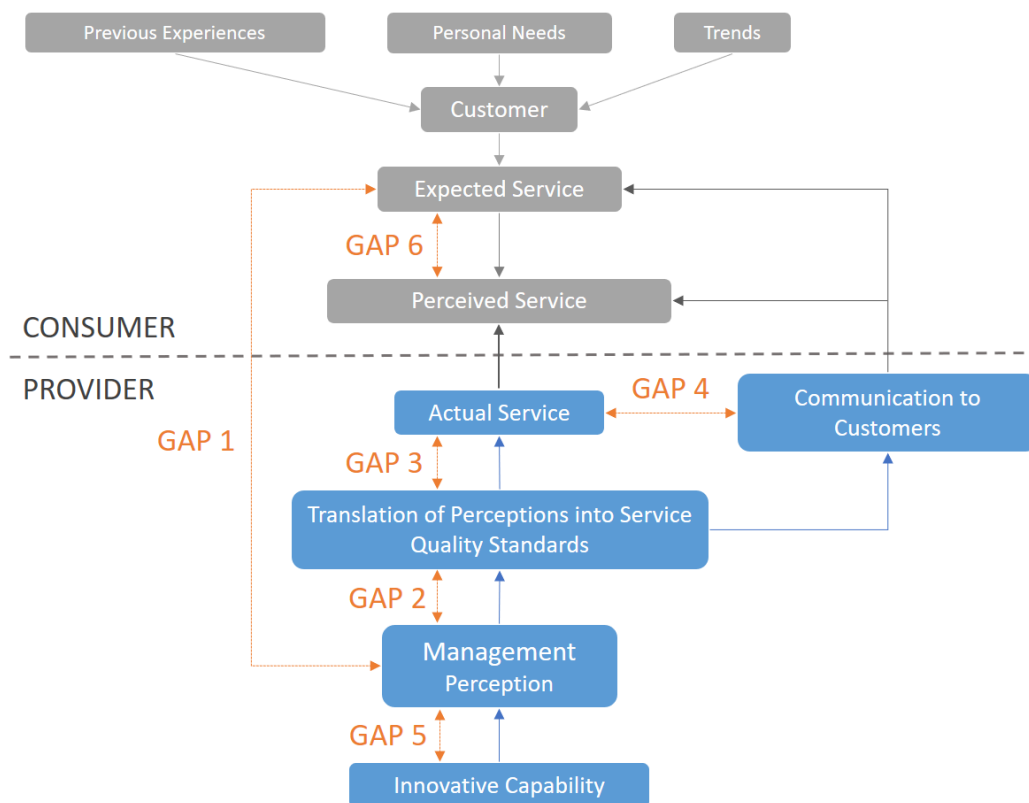 Previous Experiences
Personal Needs
Trends
Customer
Expected Service
GAP 6
Perceived Service
CONSUMER
PROVIDER
GAP 4
Communication to
Customers
Actual Service
GAP 1
GAP 3
Translation of Perceptions into Service
Quality Standards
GAP 2
Management
Perception
GAP 5
Innovative Capability